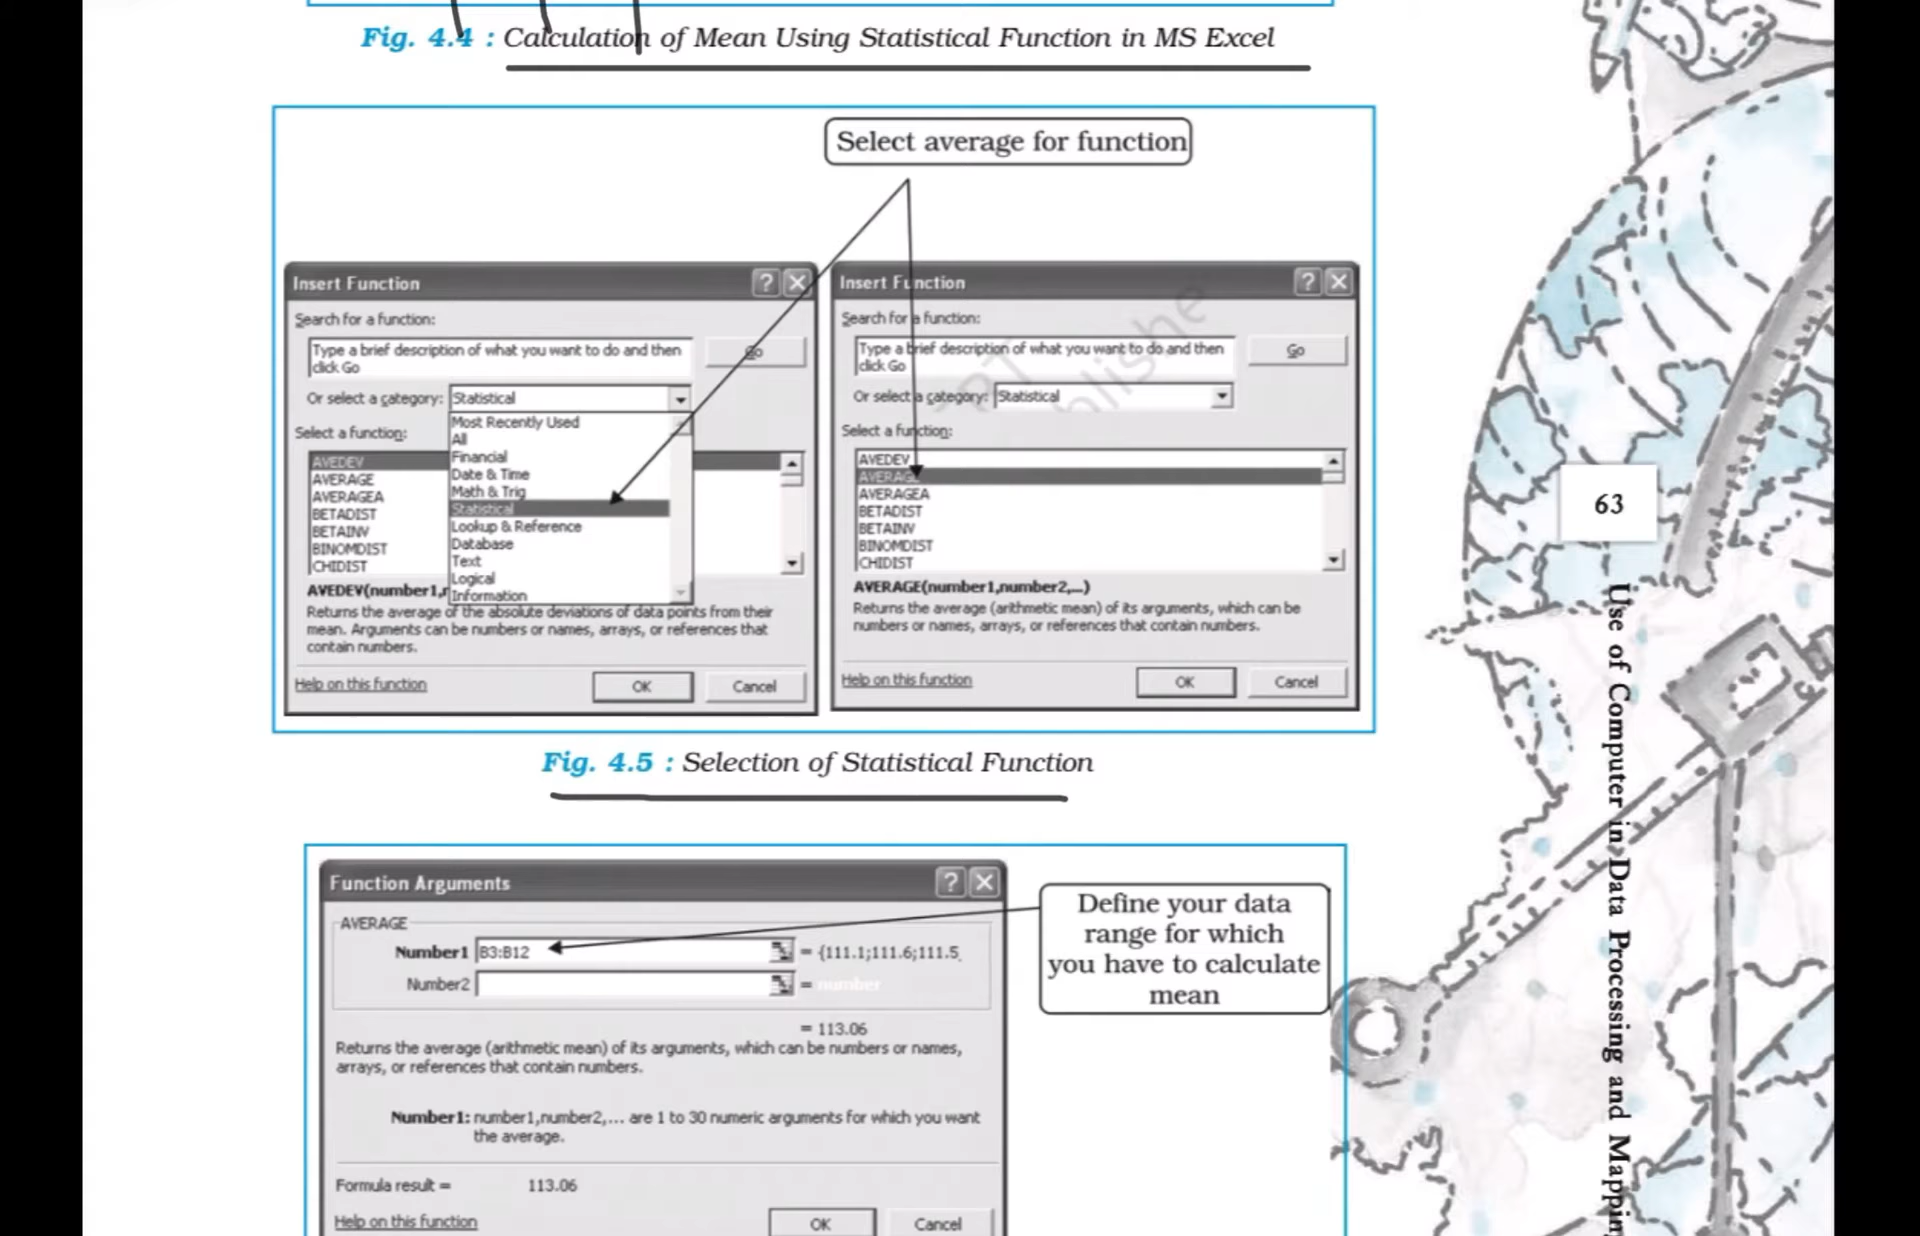 Fig. 4.4 : Calculation of Mean Using Statistical Function in MS Excel
Select average for function
Insert Function
Search for a function:
Type a brief description of what you want to do and then
click Go
Go
Or select a category: Statistical
Most Recently Used
All
Financial
Date & Time
Math & Trig
Statistical
Lookup & Reference
Database
Text
Logical
Information
Select a function:
AVEDEV
AVERAGE
AVERAGEA
BETADIST
BETAINV
BINOMDIST
CHIDIST
AVEDEV(number1,
Returns the average of the absolute deviations of data points from their
mean. Arguments can be numbers or names, arrays, or references that
contain numbers.
Help on this function
OK
Cancel
Insert Function
Search for a function:
Type a brief description of what you want to do and then
click Go
Go
Or select a category: Statistical
Select a function:
AVEDEV
AVERAGE
AVERAGEA
BETADIST
BETAINV
BINOMDIST
CHIDIST
AVERAGE(number1,number2,...)
Returns the average (arithmetic mean) of its arguments, which can be
numbers or names, arrays, or references that contain numbers.
Help on this function
OK
Cancel
Fig. 4.5 : Selection of Statistical Function
Function Arguments
AVERAGE
Number1 B3:B12 = {111.1;111.6;111.5
Number2 = number
= 113.06
Returns the average (arithmetic mean) of its arguments, which can be numbers or names,
arrays, or references that contain numbers.
Number1: number1,number2,... are 1 to 30 numeric arguments for which you want
the average.
Formula result = 113.06
Help on this function
OK
Cancel
Define your data
range for which
you have to calculate
mean
63
Use of Computer in Data Processing and Mappin